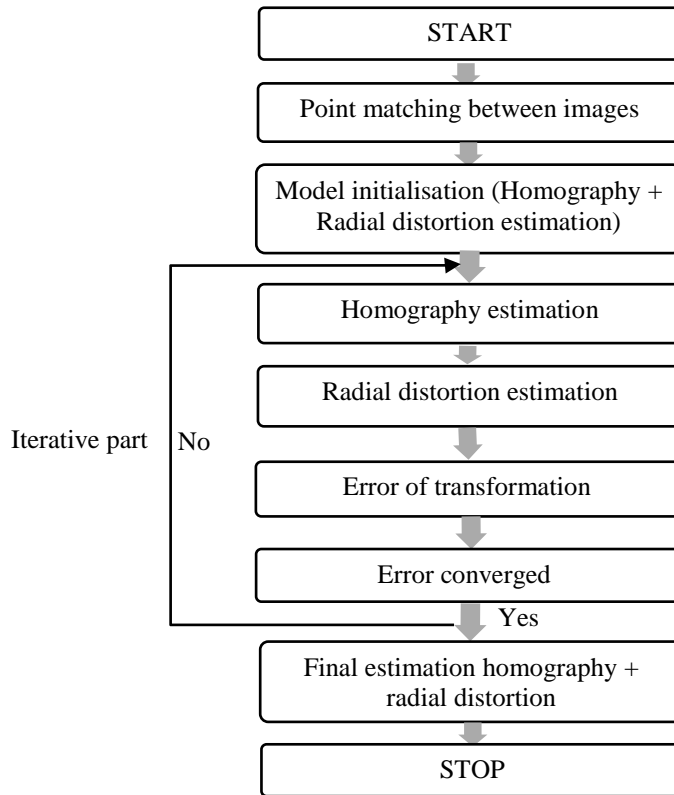 START
Point matching between images
Model initialisation (Homography +
Radial distortion estimation)
Homography estimation
Radial distortion estimation
Iterative part
No
Error of transformation
Error converged
Yes
Final estimation homography +
radial distortion
STOP